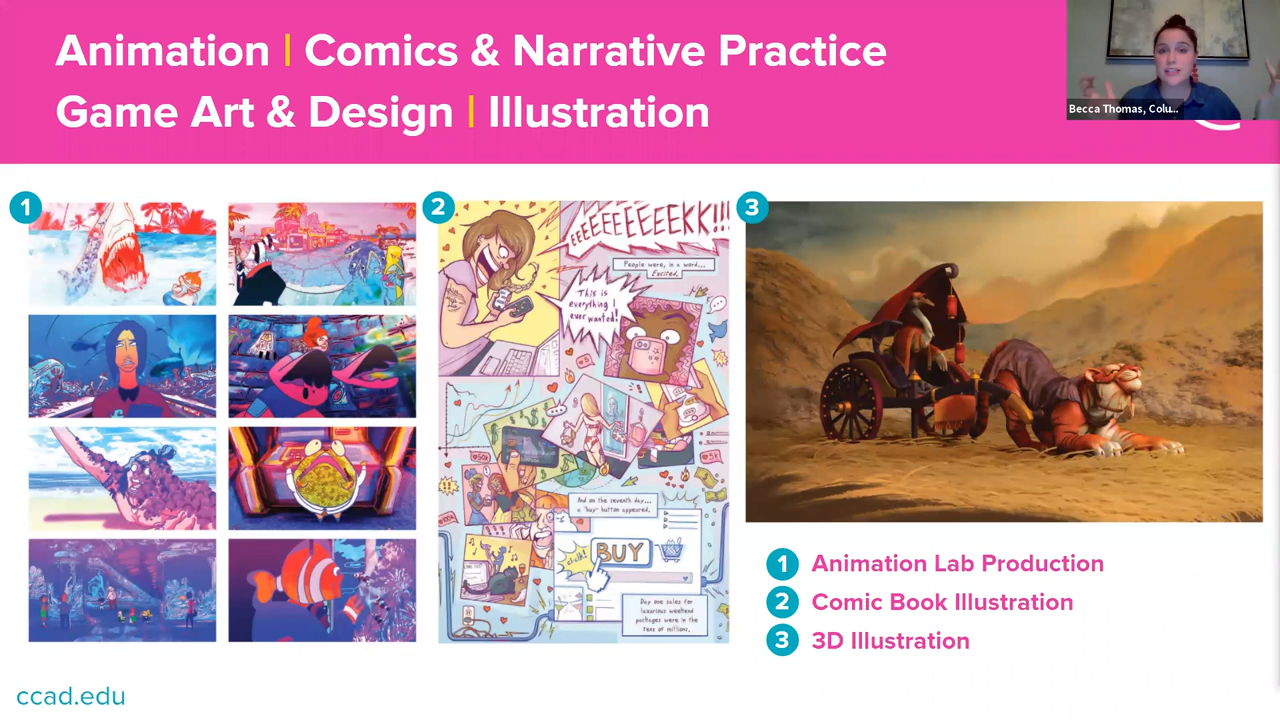 Animation | Comics & Narrative Practice
Game Art & Design | Illustration
Becca Thomas, Colu...
1
2
3
EEEEEEEEEEKK!!!
People were, in a word...
Excited.
This is
everything I
ever wanted!
And on the seventh day...
a "buy" button appeared.
BUY
Day one sales for
luxurious weekend
packages were in the
tens of millions.
1 Animation Lab Production
2 Comic Book Illustration
3 3D Illustration
ccad.edu